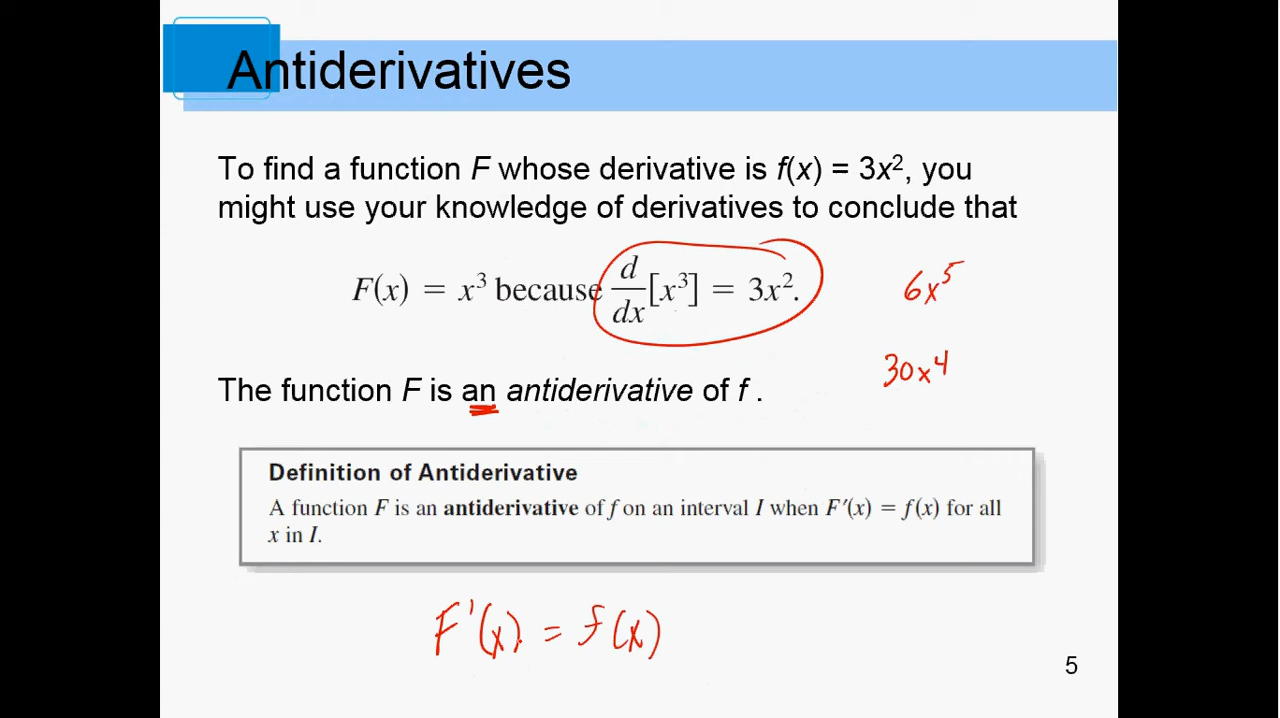 Antiderivatives
To find a function F whose derivative is f(x) = 3x², you
might use your knowledge of derivatives to conclude that
F(x) = x³ because d/dx[x³] = 3x².
6x⁵
30x⁴
The function F is an antiderivative of f .
Definition of Antiderivative
A function F is an antiderivative of f on an interval I when F′(x) = f(x) for all
x in I.
F'(x) = f(x)
5